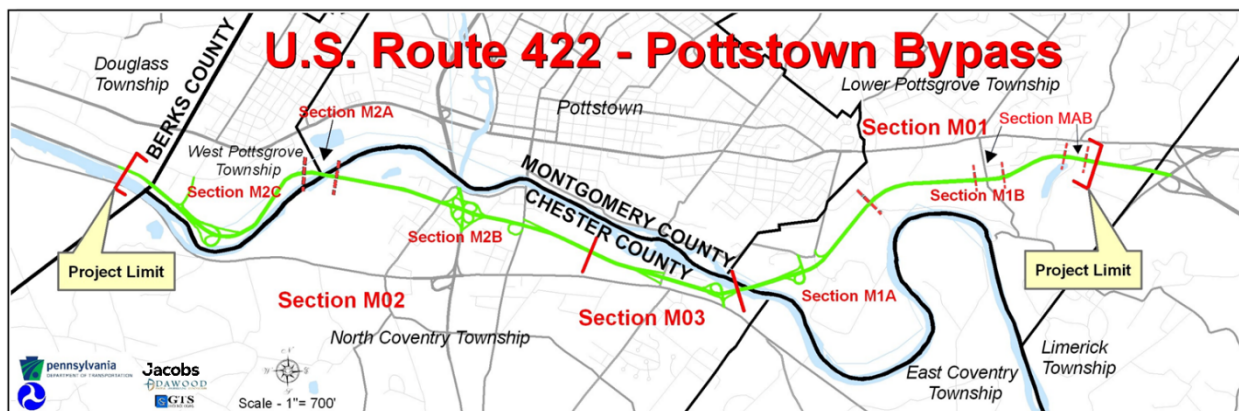 U.S. Route 422 - Pottstown Bypass
Douglass
Township
BERKS COUNTY
Section M2A
Pottstown
Lower Pottsgrove Township
Section M01
Section MAB
West Pottsgrove
Township
Section M2C
MONTGOMERY COUNTY
CHESTER COUNTY
Section M1B
Section M2B
Project Limit
Project Limit
Section M02
Section M03
Section M1A
North Coventry Township
East Coventry
Township
Limerick
Township
pennsylvania
DEPARTMENT OF TRANSPORTATION
Jacobs
DAWOOD
GTS
Scale - 1"= 700'